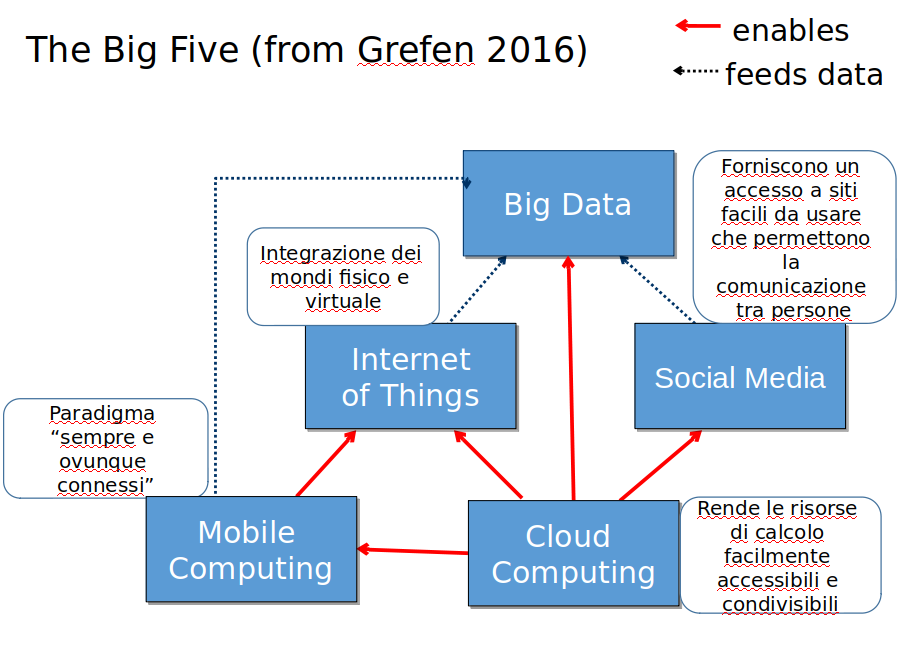 The Big Five (from Grefen 2016)
enables
feeds data
Big Data
Forniscono un
accesso a siti
facili da usare
che permettono
la
comunicazione
tra persone
Integrazione dei
mondi fisico e
virtuale
Internet
of Things
Social Media
Paradigma
“sempre e
ovunque
connessi”
Mobile
Computing
Cloud
Computing
Rende le risorse
di calcolo
facilmente
accessibili e
condivisibili